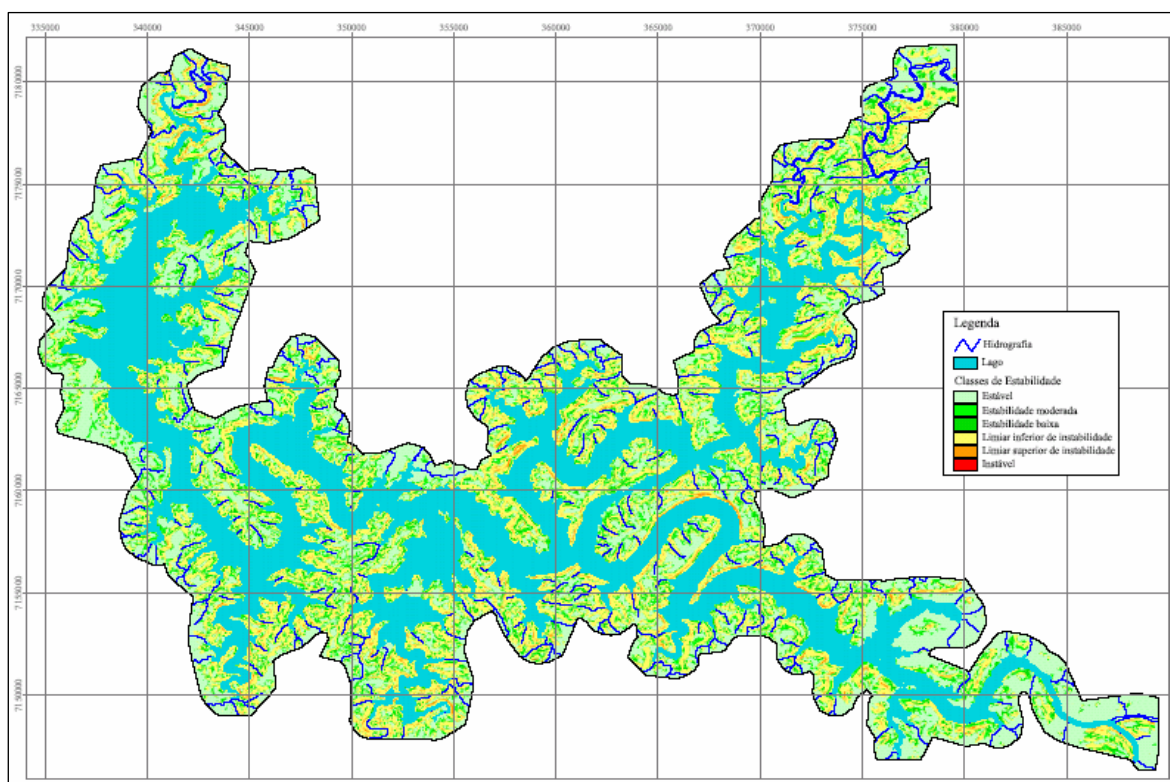 335000 340000 345000 350000 355000 360000 365000 370000 375000 380000 385000
7180000
7175000
7170000
7165000
7160000
7155000
7150000
Legenda
Hidrografia
Lago
Classes de Estabilidade
Estável
Estabilidade moderada
Estabilidade baixa
Limiar inferior de instabilidade
Limiar superior de instabilidade
Instável